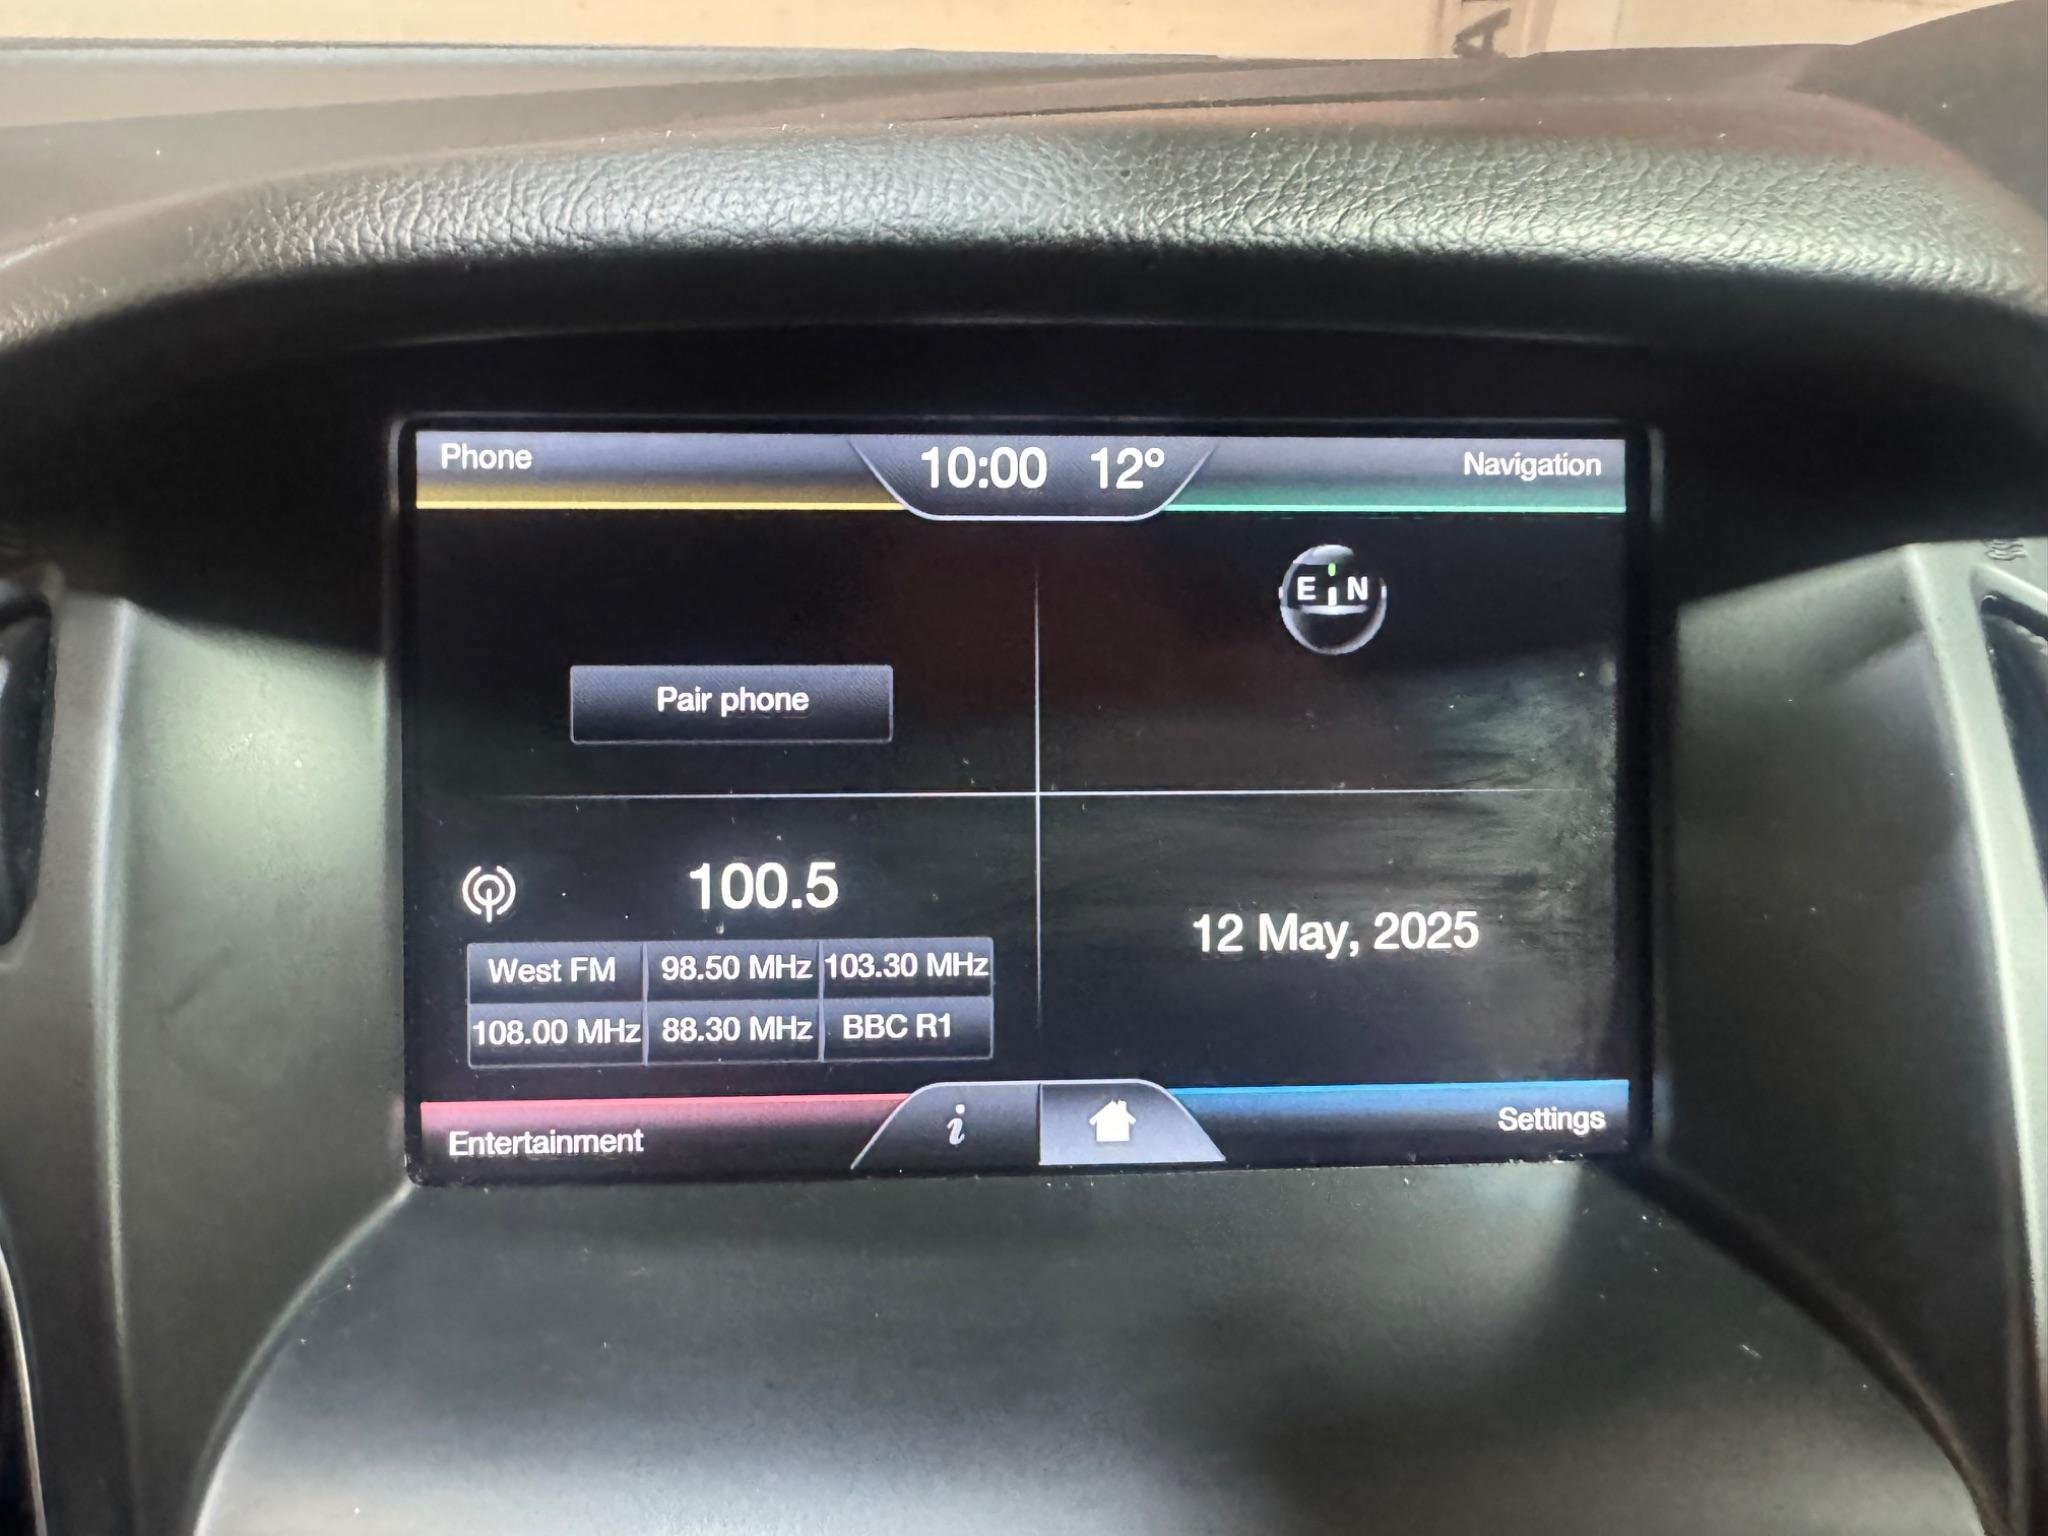 Phone
10:00 12°
Navigation
E N
Pair phone
100.5
West FM 98.50 MHz 103.30 MHz
108.00 MHz 88.30 MHz BBC R1
12 May, 2025
Entertainment
i
Settings